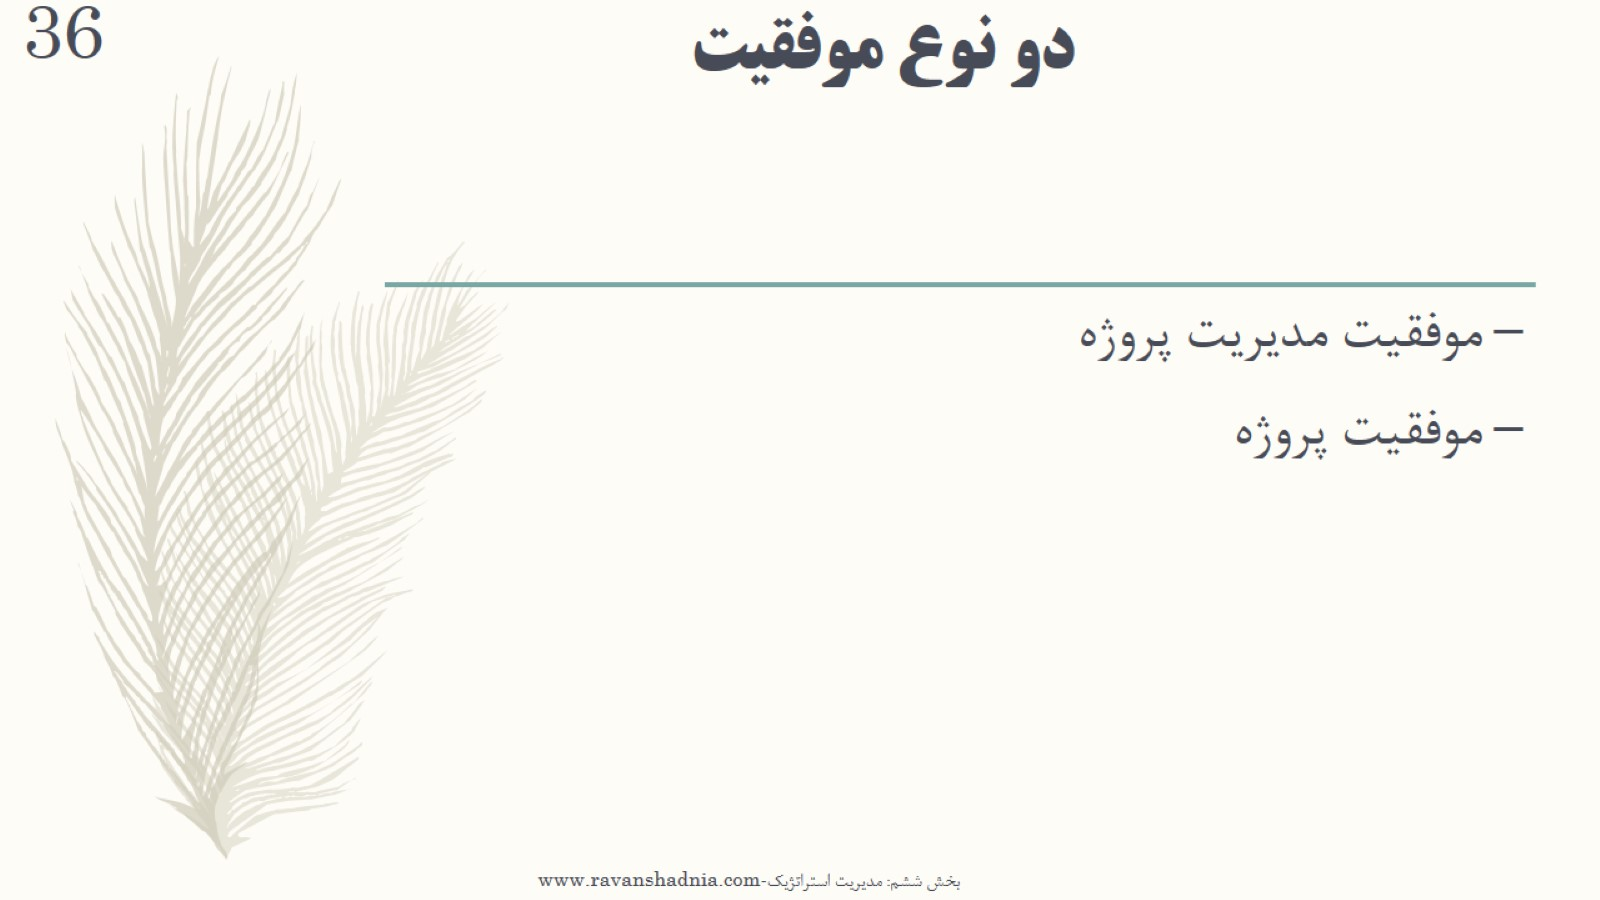 36
دو نوع موفقیت
– موفقیت مدیریت پروژه
– موفقیت پروژه
بخش ششم: مدیریت استراتژیک-www.ravanshadnia.com